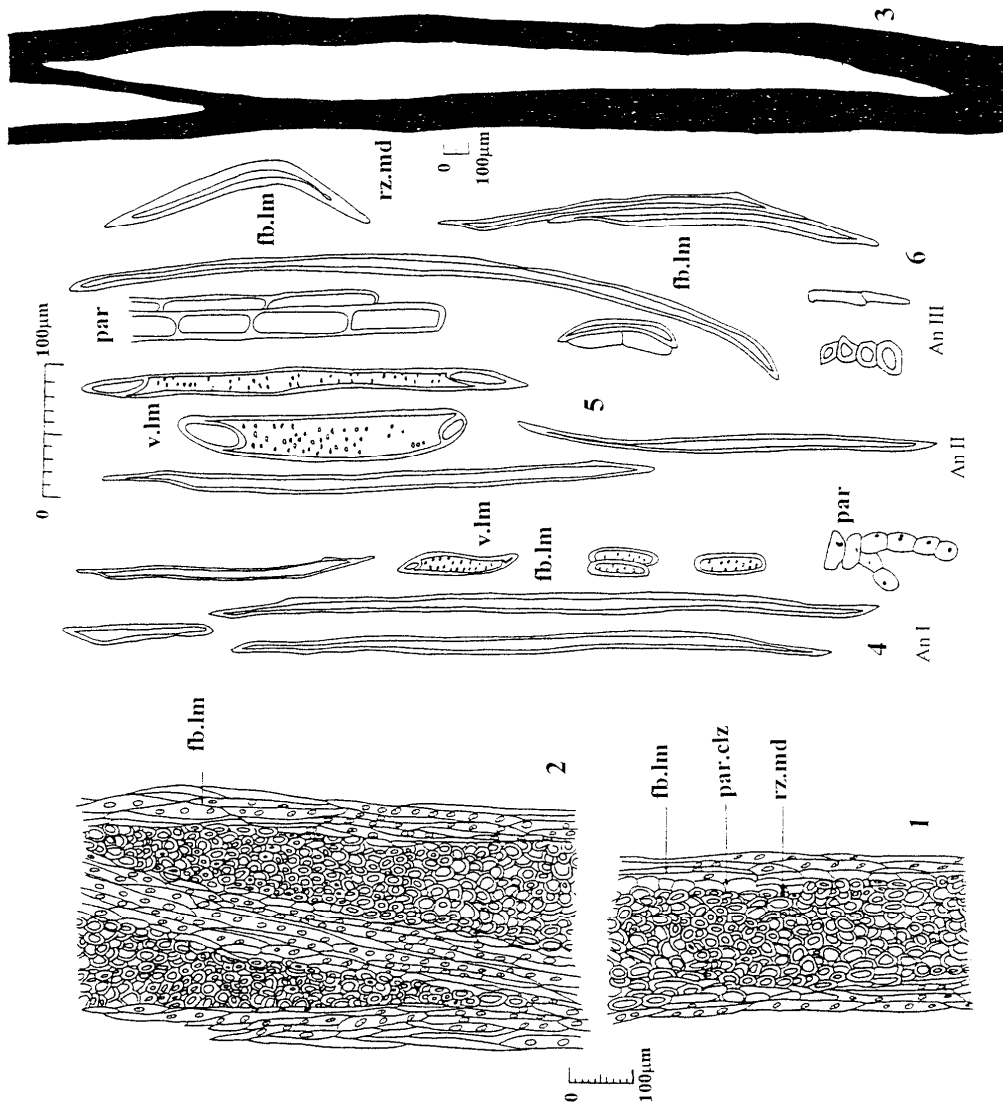 3
0
100µm
rz.md
fb.lm
fb.lm
6
An III
par
0
100µm
v.lm
5
An II
v.lm
fb.lm
par
4
An I
fb.lm
2
fb.lm
par.clz
rz.md
1
0
100µm